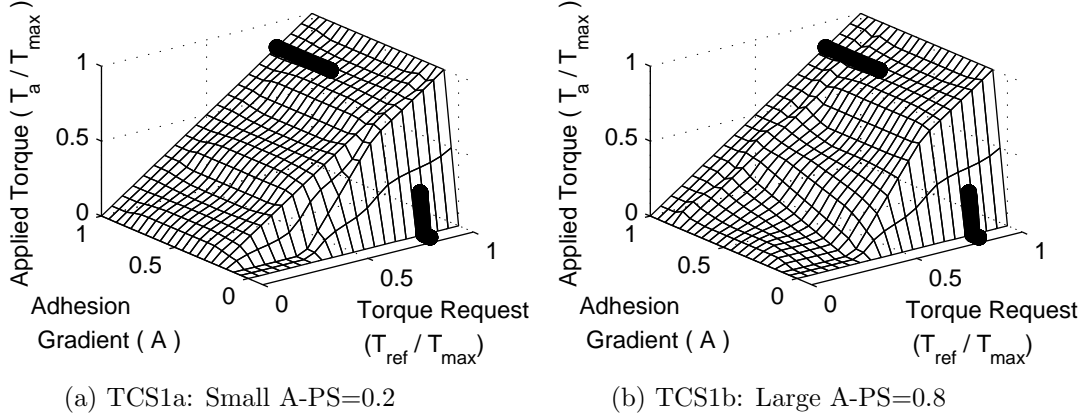 Applied Torque ( T_a / T_max )
1
0.5
0
1
0.5
0
Adhesion
Gradient ( A )
0
0.5
1
Torque Request
(T_ref / T_max)
(a) TCS1a: Small A-PS=0.2
Applied Torque ( T_a / T_max )
1
0.5
0
1
0.5
0
Adhesion
Gradient ( A )
0
0.5
1
Torque Request
(T_ref / T_max)
(b) TCS1b: Large A-PS=0.8